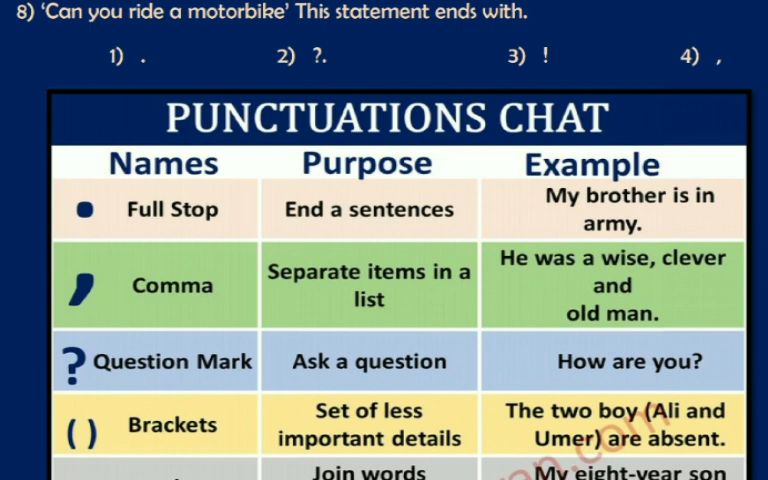 8) ‘Can you ride a motorbike’ This statement ends with.
1) . 2) ?. 3) ! 4) ,
PUNCTUATIONS CHAT
Names Purpose Example
. Full Stop End a sentences My brother is in
army.
, Comma Separate items in a
list He was a wise, clever
and
old man.
? Question Mark Ask a question How are you?
( ) Brackets Set of less
important details The two boy (Ali and
Umer) are absent.
Join words My eight-year son